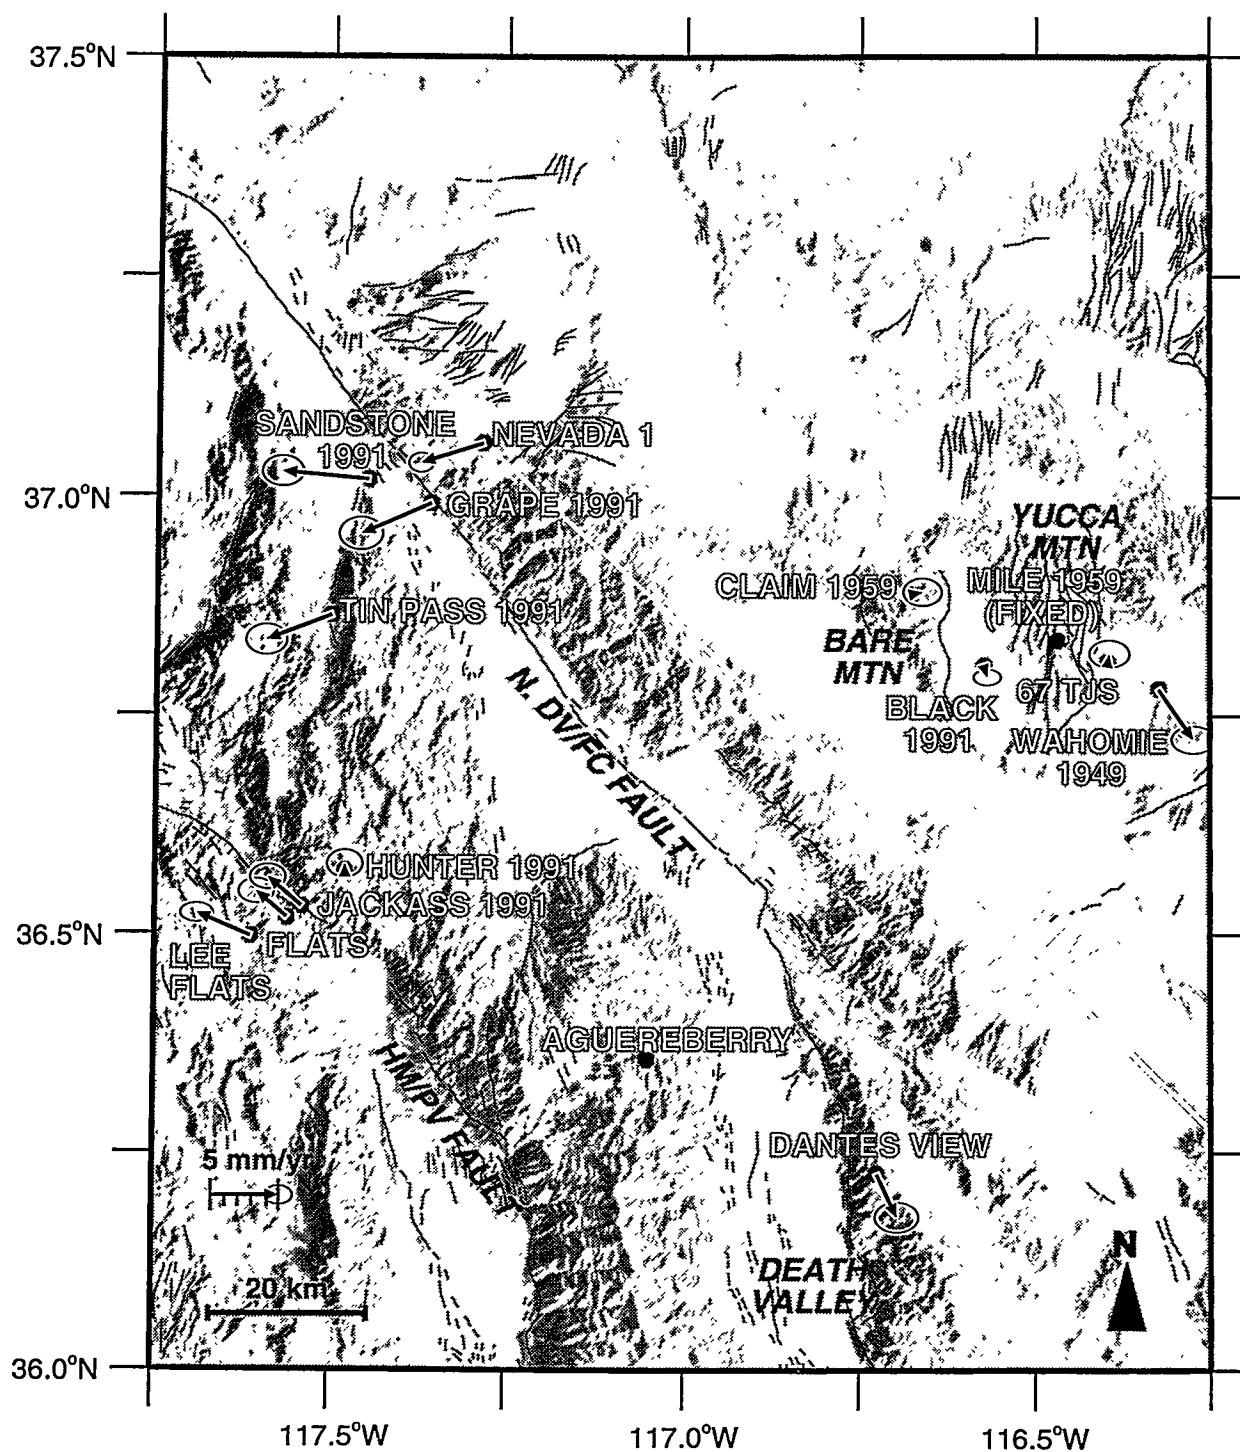 37.5°N
SANDSTONE
1991
NEVADA 1
37.0°N
GRAPE 1991
YUCCA
MTN
CLAIM 1959
MILE 1959
(FIXED)
TIN PASS 1991
BARE
MTN
67 TJS
BLACK
1991
WAHOMIE
1949
N. DV/FC FAULT
HUNTER 1991
JACKASS 1991
36.5°N
FLATS
LEE
FLATS
AGUEREBERRY
HM/PV FAULT
DANTES VIEW
5 mm/yr
N
20 km
DEATH
VALLEY
36.0°N
117.5°W
117.0°W
116.5°W